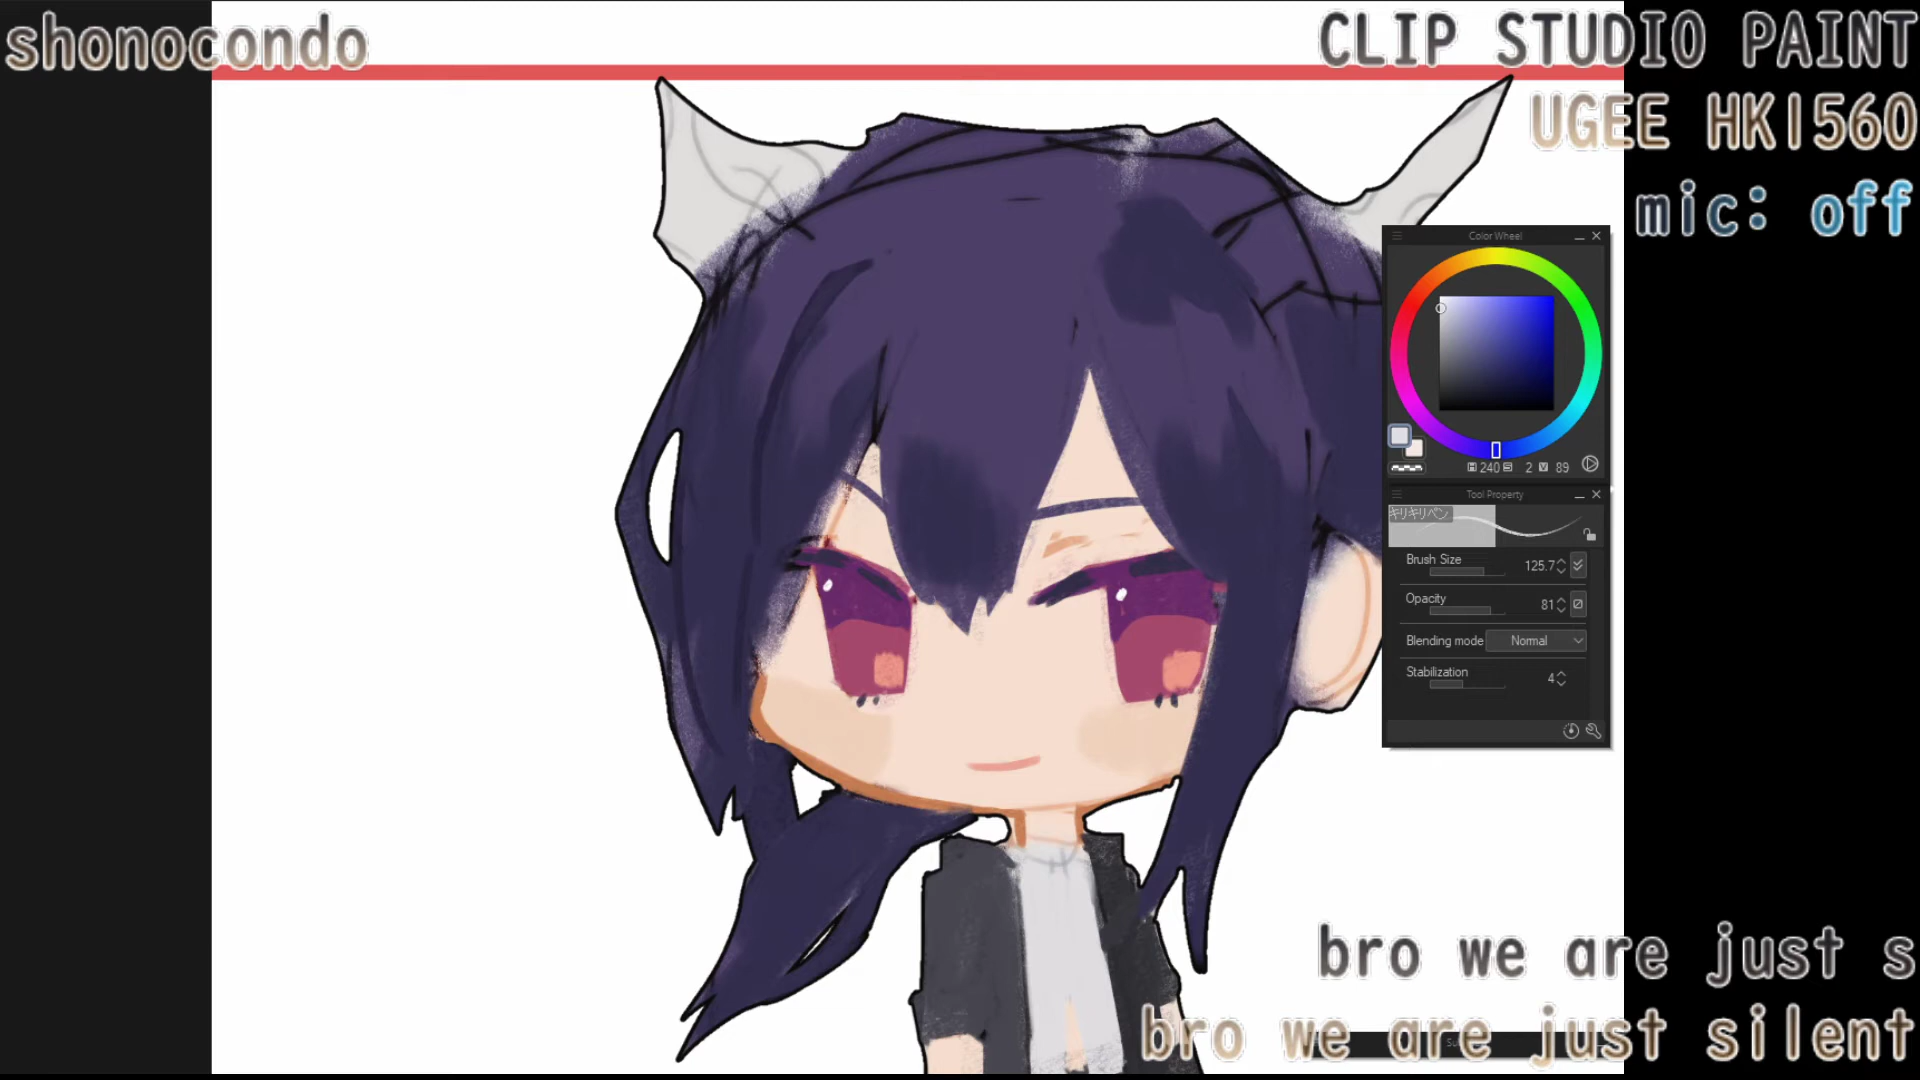 shonocondo
CLIP STUDIO PAINT
UGEE HK1560
mic: off
Color Wheel
240 2 89
Tool Property
キリキリペン
Brush Size 125.7
Opacity 81
Blending mode Normal
Stabilization 4
bro we are just s
bro we are just silent